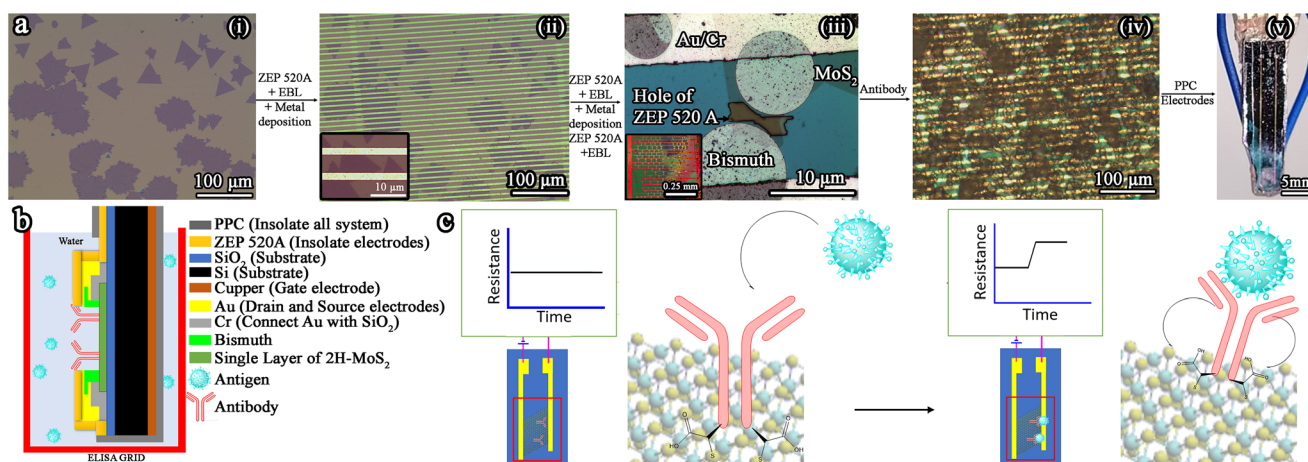 a
(i)
100 µm
ZEP 520A
+ EBL
+ Metal
deposition
(ii)
10 µm
100 µm
ZEP 520A
+ EBL
+ Metal
deposition
ZEP 520A
+EBL
(iii)
Au/Cr
MoS2
Hole of
ZEP 520 A
Bismuth
0.25 mm
10 µm
Antibody
(iv)
100 µm
PPC
Electrodes
(v)
5mm
b
Water
ELISA GRID
PPC (Insolate all system)
ZEP 520A (Insolate electrodes)
SiO2 (Substrate)
Si (Substrate)
Cupper (Gate electrode)
Au (Drain and Source electrodes)
Cr (Connect Au with SiO2)
Bismuth
Single Layer of 2H-MoS2
Antigen
Antibody
c
Resistance
Time
O
HO
S
O
OH
S
Resistance
Time
OH
O
S
HO
O
S